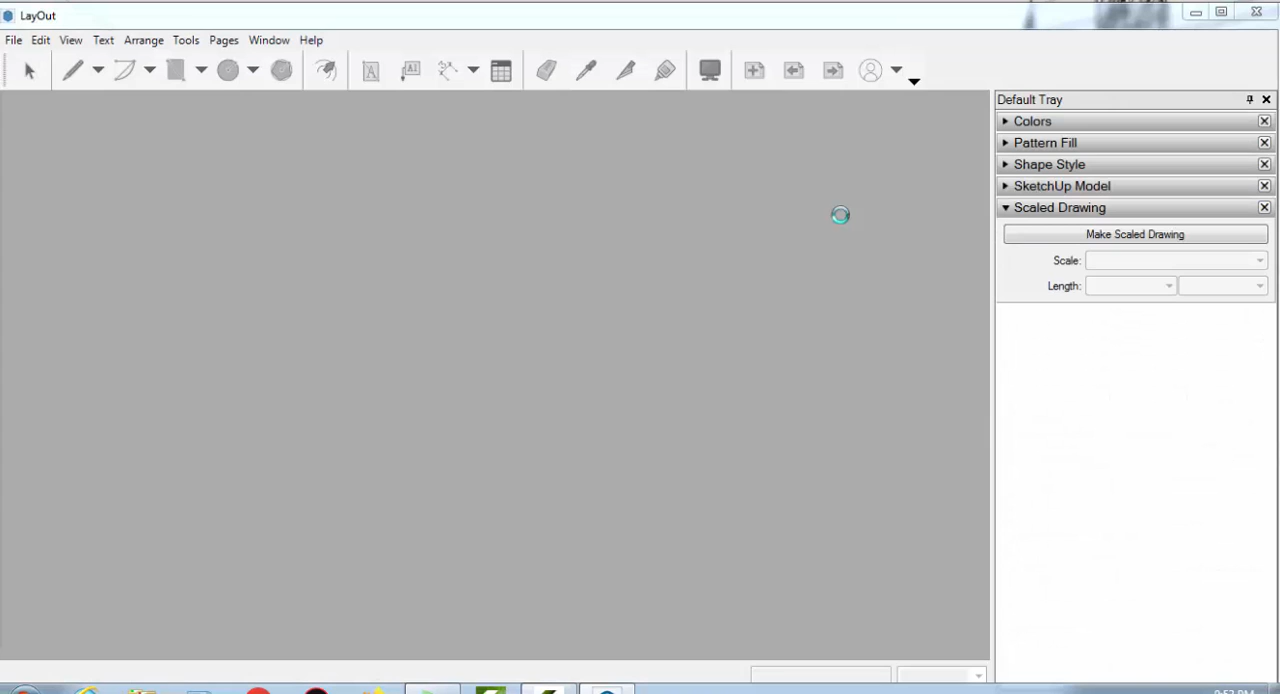 LayOut
File Edit View Text Arrange Tools Pages Window Help
A A1
Default Tray
Colors
Pattern Fill
Shape Style
SketchUp Model
Scaled Drawing
Make Scaled Drawing
Scale:
Length: